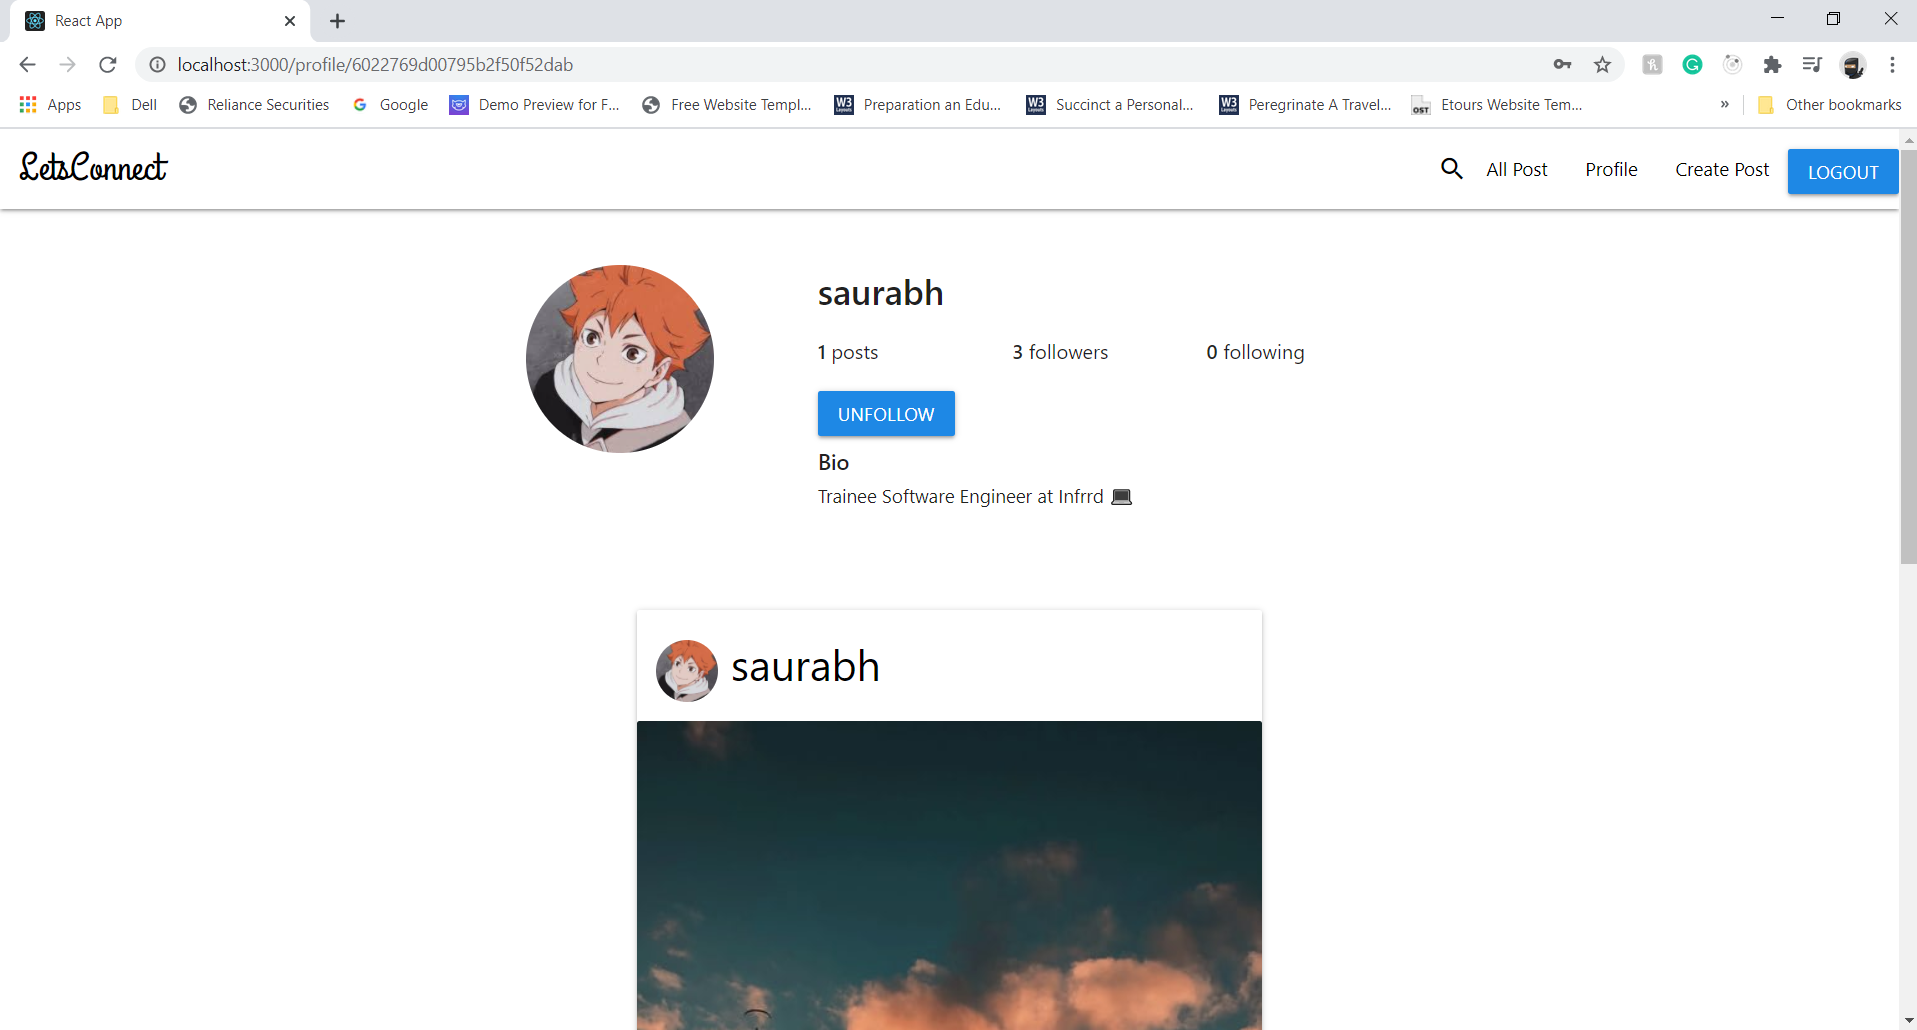 React App
localhost:3000/profile/6022769d00795b2f50f52dab
Apps Dell Reliance Securities Google Demo Preview for F... Free Website Templ... Preparation an Edu... Succinct a Personal... Peregrinate A Travel... Etours Website Tem... » Other bookmarks
LetsConnect All Post Profile Create Post LOGOUT
saurabh
1 posts 3 followers 0 following
UNFOLLOW
Bio
Trainee Software Engineer at Infrrd 💻
saurabh